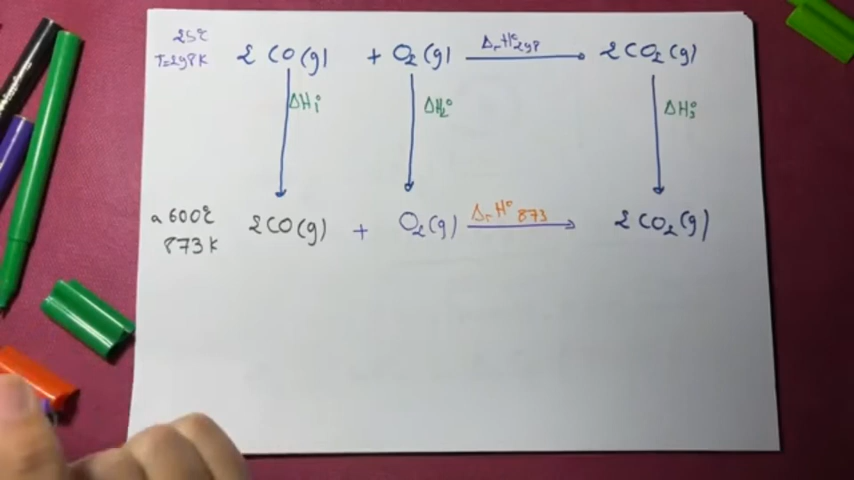 25°C 2CO(g) + O₂(g) ΔrH°298 → 2CO₂(g)
T=298K
ΔH₁° ΔH₂° ΔH₃°
a 600°C 2CO(g) + O₂(g) ΔrH°873 → 2CO₂(g)
873K